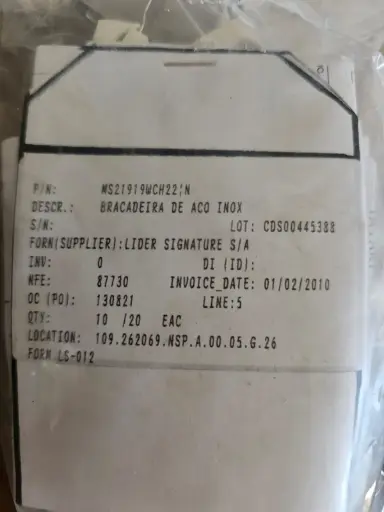 P/N: MS21919WCH22;N
DESCR.: BRACADEIRA DE ACO INOX
S/N: LOT: CDS00445388
FORN(SUPPLIER):LIDER SIGNATURE S/A
INV: 0 DI (ID):
NFE: 87730 INVOICE_DATE: 01/02/2010
OC (PO): 130821 LINE:5
QTY: 10 /20 EAC
LOCATION: 109.262069.NSP.A.00.05.G.26
FORM LS-012